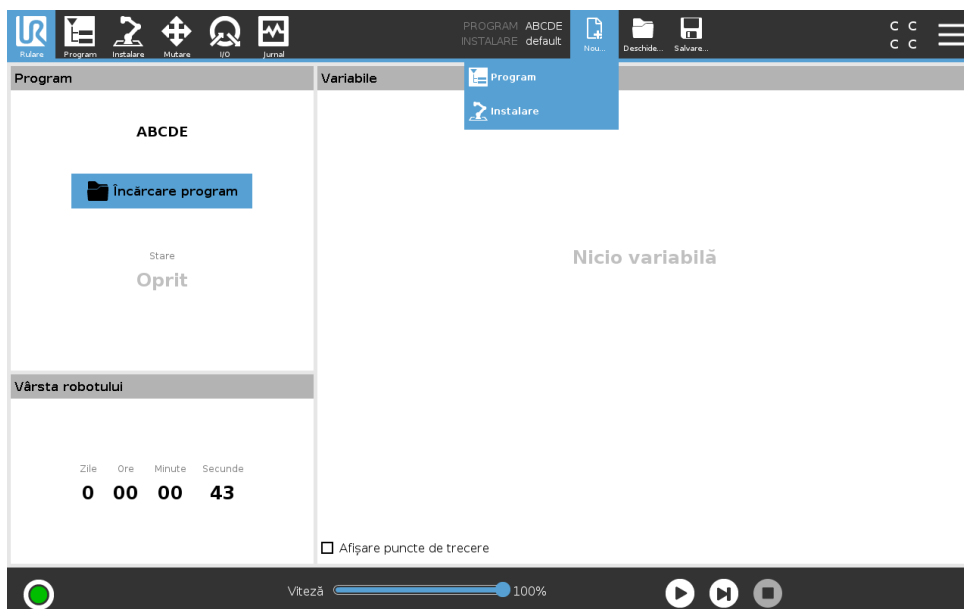 UR
Rulare
Program
Instalare
Mutare
I/O
Jurnal
PROGRAM ABCDE
INSTALARE default
Nou...
Deschide...
Salvare...
C C
C C
Program
Instalare
Program
ABCDE
Încărcare program
Stare
Oprit
Vârsta robotului
Zile Ore Minute Secunde
0 00 00 43
Variabile
Nicio variabilă
Afișare puncte de trecere
Viteză 100%